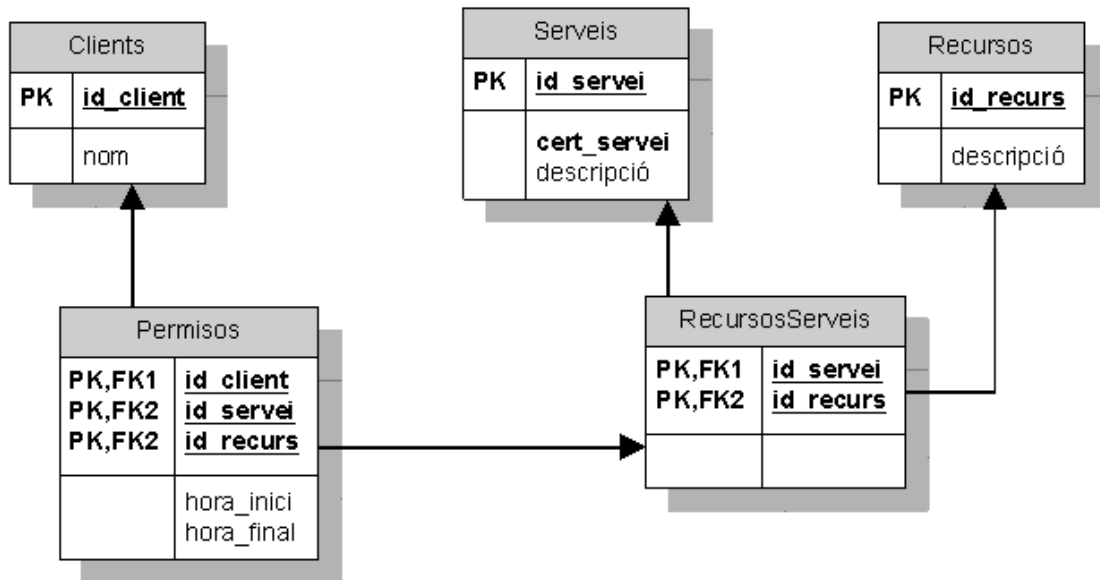 Clients
PK id_client
nom
Serveis
PK id_servei
cert_servei
descripció
Recursos
PK id_recurs
descripció
Permisos
PK,FK1 id_client
PK,FK2 id_servei
PK,FK2 id_recurs
hora_inici
hora_final
RecursosServeis
PK,FK1 id_servei
PK,FK2 id_recurs